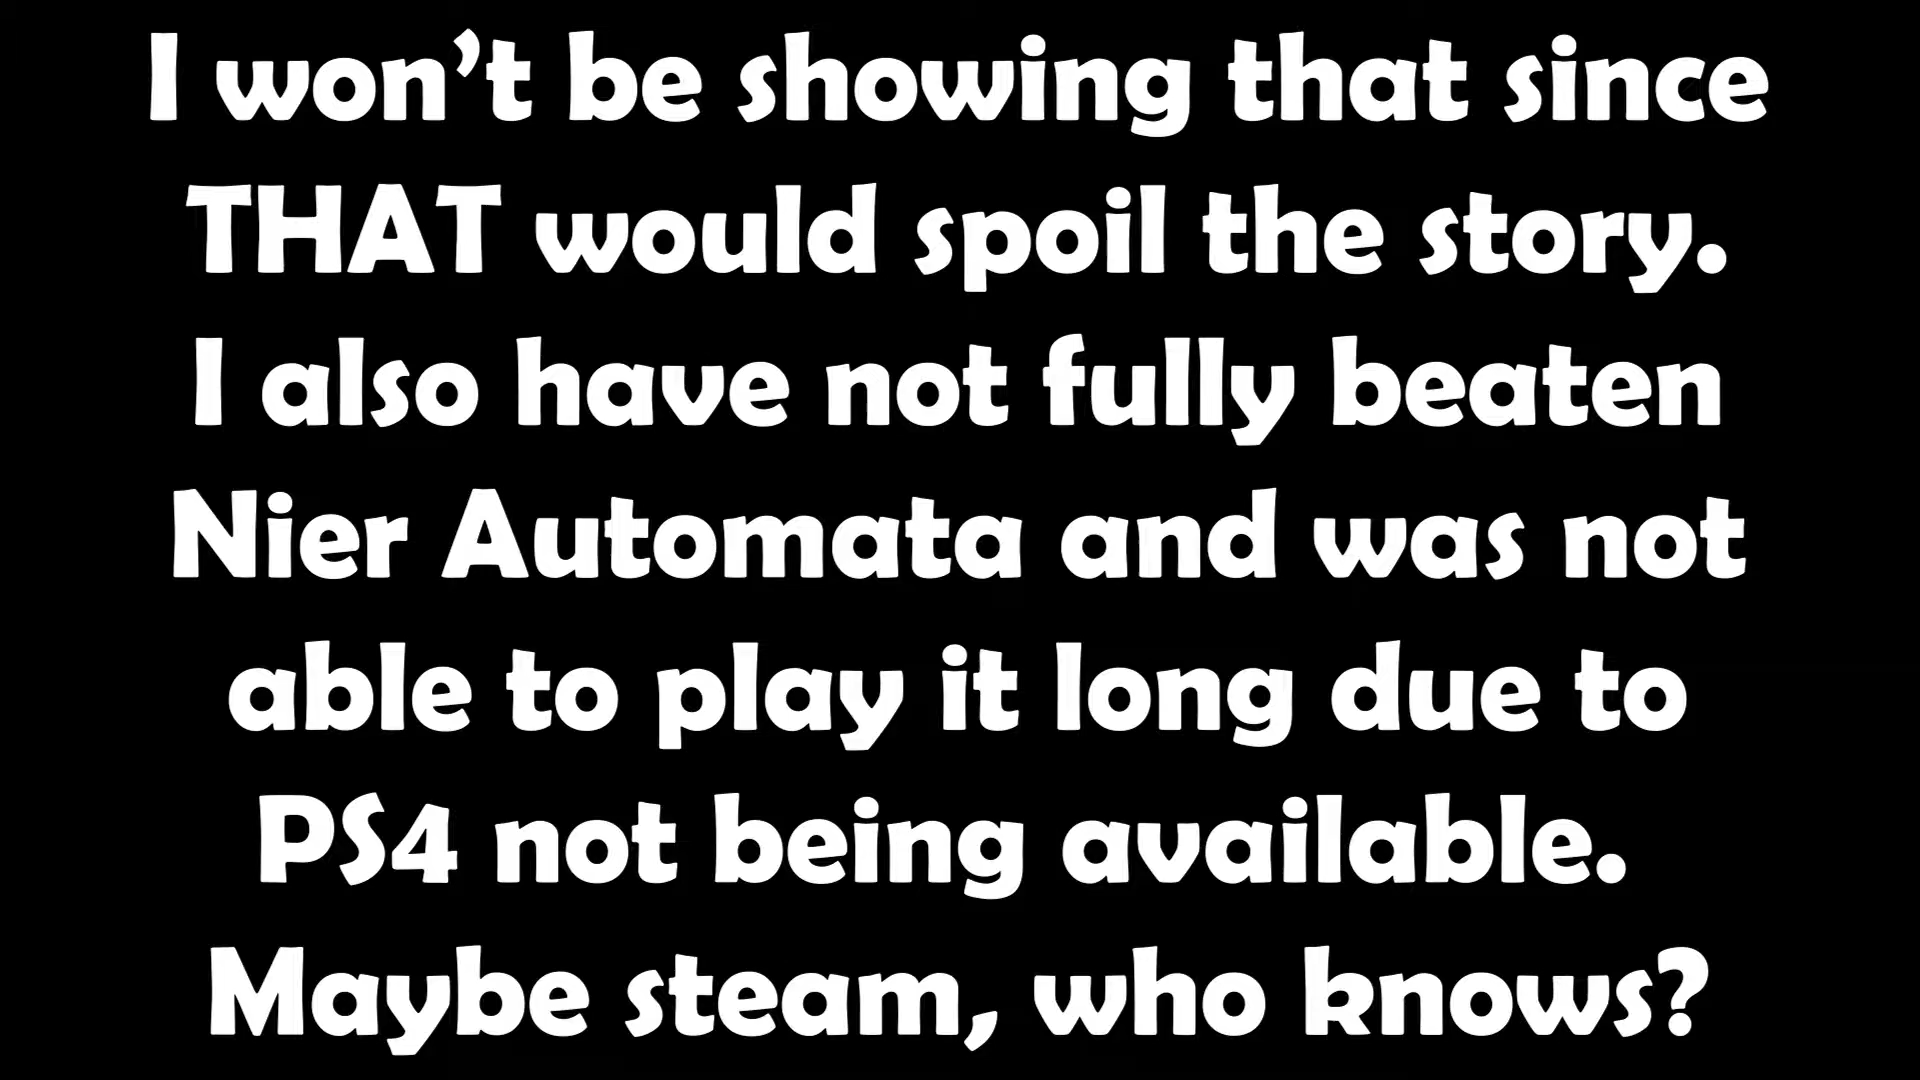 I won’t be showing that since
THAT would spoil the story.
I also have not fully beaten
Nier Automata and was not
able to play it long due to
PS4 not being available.
Maybe steam, who knows?